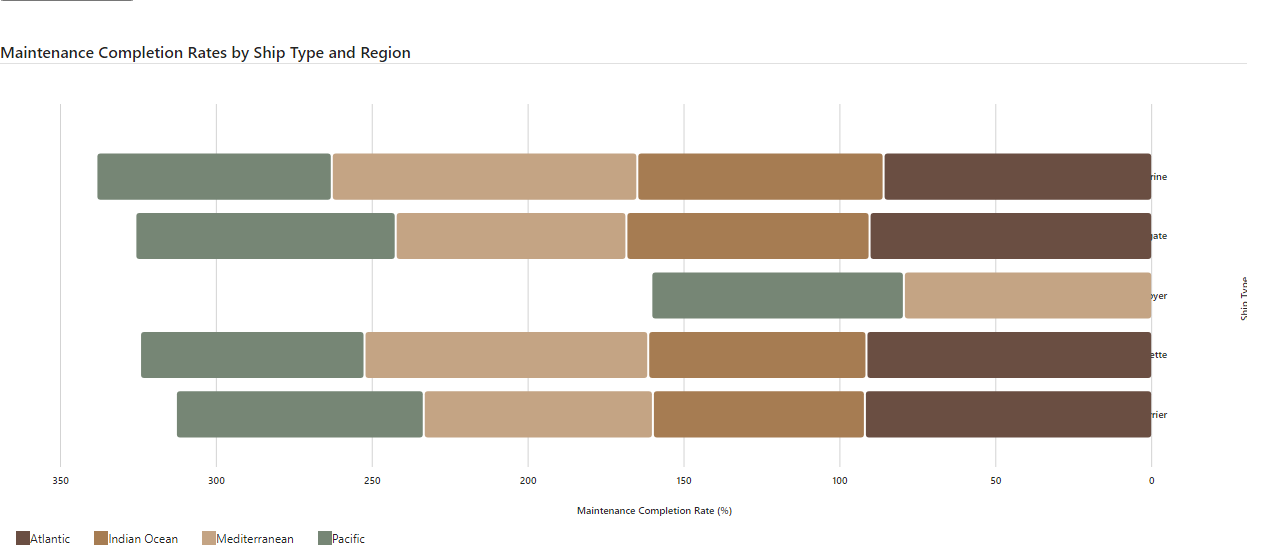 Maintenance Completion Rates by Ship Type and Region
Ship Type
350 300 250 200 150 100 50 0
Maintenance Completion Rate (%)
Atlantic Indian Ocean Mediterranean Pacific